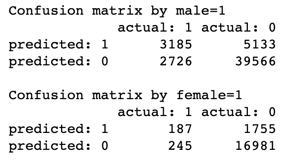 Confusion matrix by male=1
actual: 1 actual: 0
predicted: 1 3185 5133
predicted: 0 2726 39566
Confusion matrix by female=1
actual: 1 actual: 0
predicted: 1 187 1755
predicted: 0 245 16981